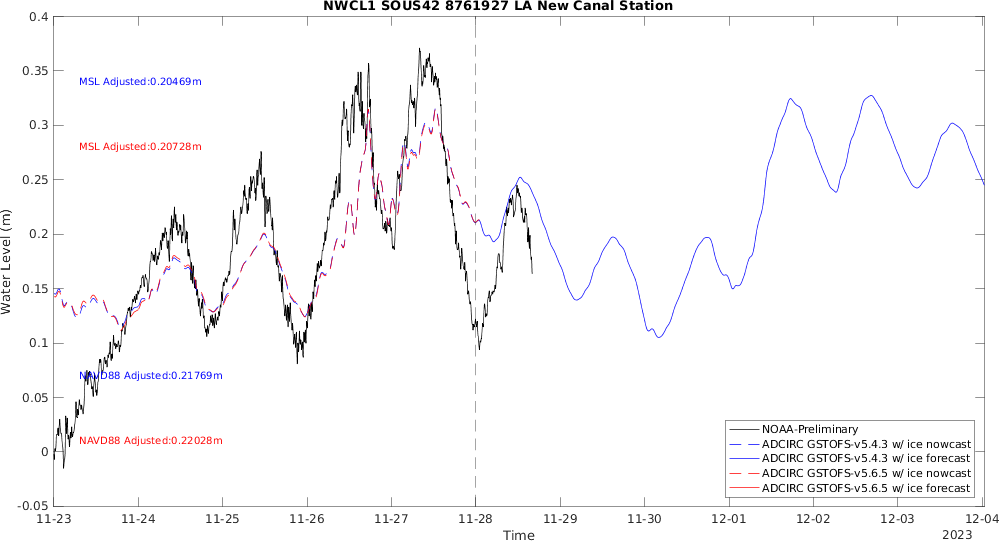 NWCL1 SOUS42 8761927 LA New Canal Station
0.4
0.35
0.3
0.25
0.2
0.15
0.1
0.05
0
-0.05
Water Level (m)
MSL Adjusted:0.20469m
MSL Adjusted:0.20728m
NAVD88 Adjusted:0.21769m
NAVD88 Adjusted:0.22028m
NOAA-Preliminary
ADCIRC GSTOFS-v5.4.3 w/ ice nowcast
ADCIRC GSTOFS-v5.4.3 w/ ice forecast
ADCIRC GSTOFS-v5.6.5 w/ ice nowcast
ADCIRC GSTOFS-v5.6.5 w/ ice forecast
11-23 11-24 11-25 11-26 11-27 11-28 11-29 11-30 12-01 12-02 12-03 12-04
Time
2023